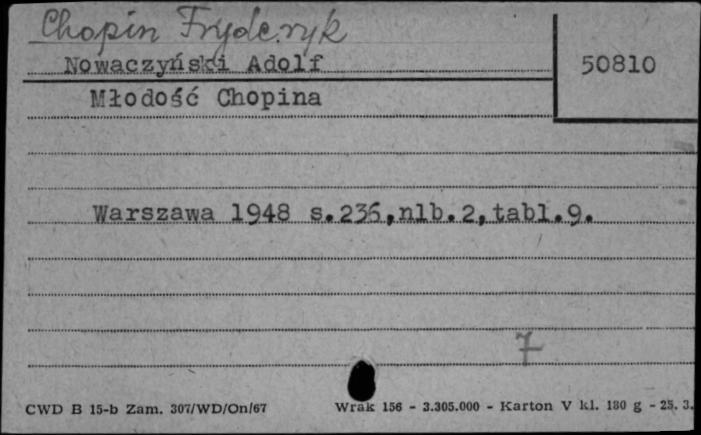 Chopin Fryderyk
Nowaczyński Adolf
50810
Młodość Chopina
Warszawa 1948 s.236,nlb.2,tabl.9.
7
CWD B 15-b Zam. 307/WD/On/67 Wrak 156 - 3.305.000 - Karton V kl. 180 g - 25. 3.